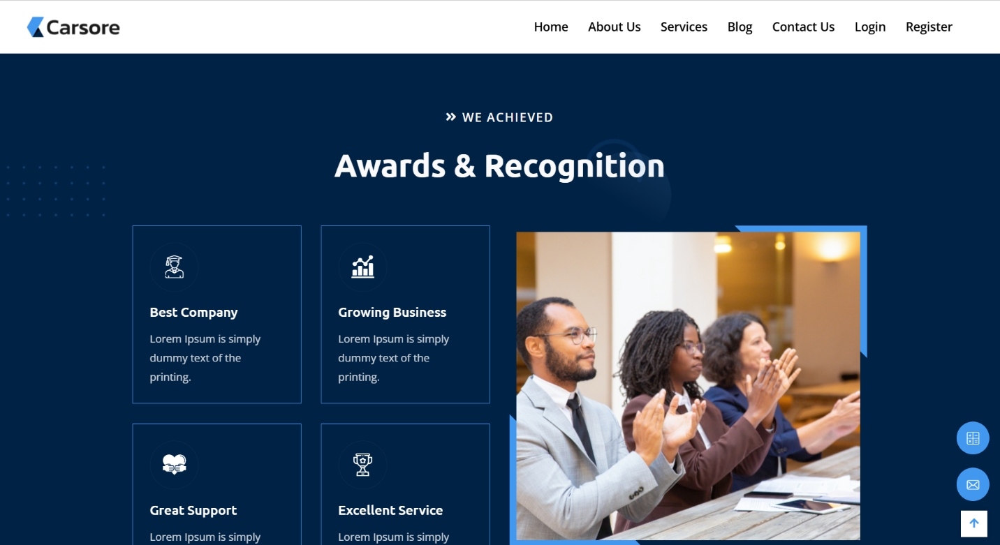 Carsore
Home About Us Services Blog Contact Us Login Register
WE ACHIEVED
Awards & Recognition
Best Company
Lorem Ipsum is simply
dummy text of the
printing.
Growing Business
Lorem Ipsum is simply
dummy text of the
printing.
Great Support
Lorem Ipsum is simply
Excellent Service
Lorem Ipsum is simply